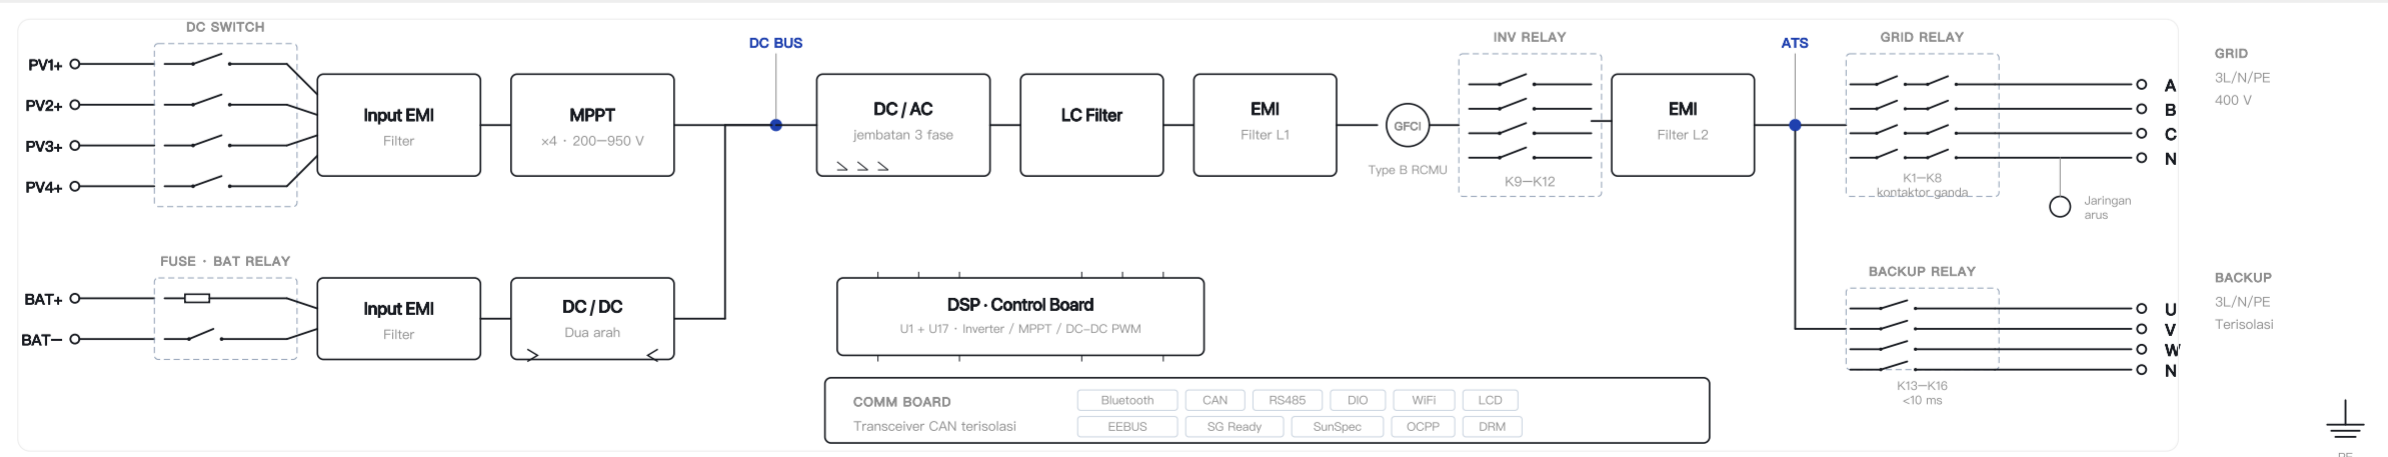 DC SWITCH
PV1+
PV2+
PV3+
PV4+
Input EMI
Filter
MPPT
×4 · 200—950 V
DC BUS
DC / AC
jembatan 3 fase
LC Filter
EMI
Filter L1
GFCI
Type B RCMU
INV RELAY
K9—K12
EMI
Filter L2
ATS
GRID RELAY
K1—K8
kontaktor ganda
A
B
C
N
Jaringan
arus
GRID
3L/N/PE
400 V
FUSE · BAT RELAY
BAT+
BAT—
Input EMI
Filter
DC / DC
Dua arah
DSP · Control Board
U1 + U17 · Inverter / MPPT / DC-DC PWM
COMM BOARD
Transceiver CAN terisolasi
Bluetooth
CAN
RS485
DIO
WiFi
LCD
EEBUS
SG Ready
SunSpec
OCPP
DRM
BACKUP RELAY
K13—K16
<10 ms
U
V
W
N
BACKUP
3L/N/PE
Terisolasi